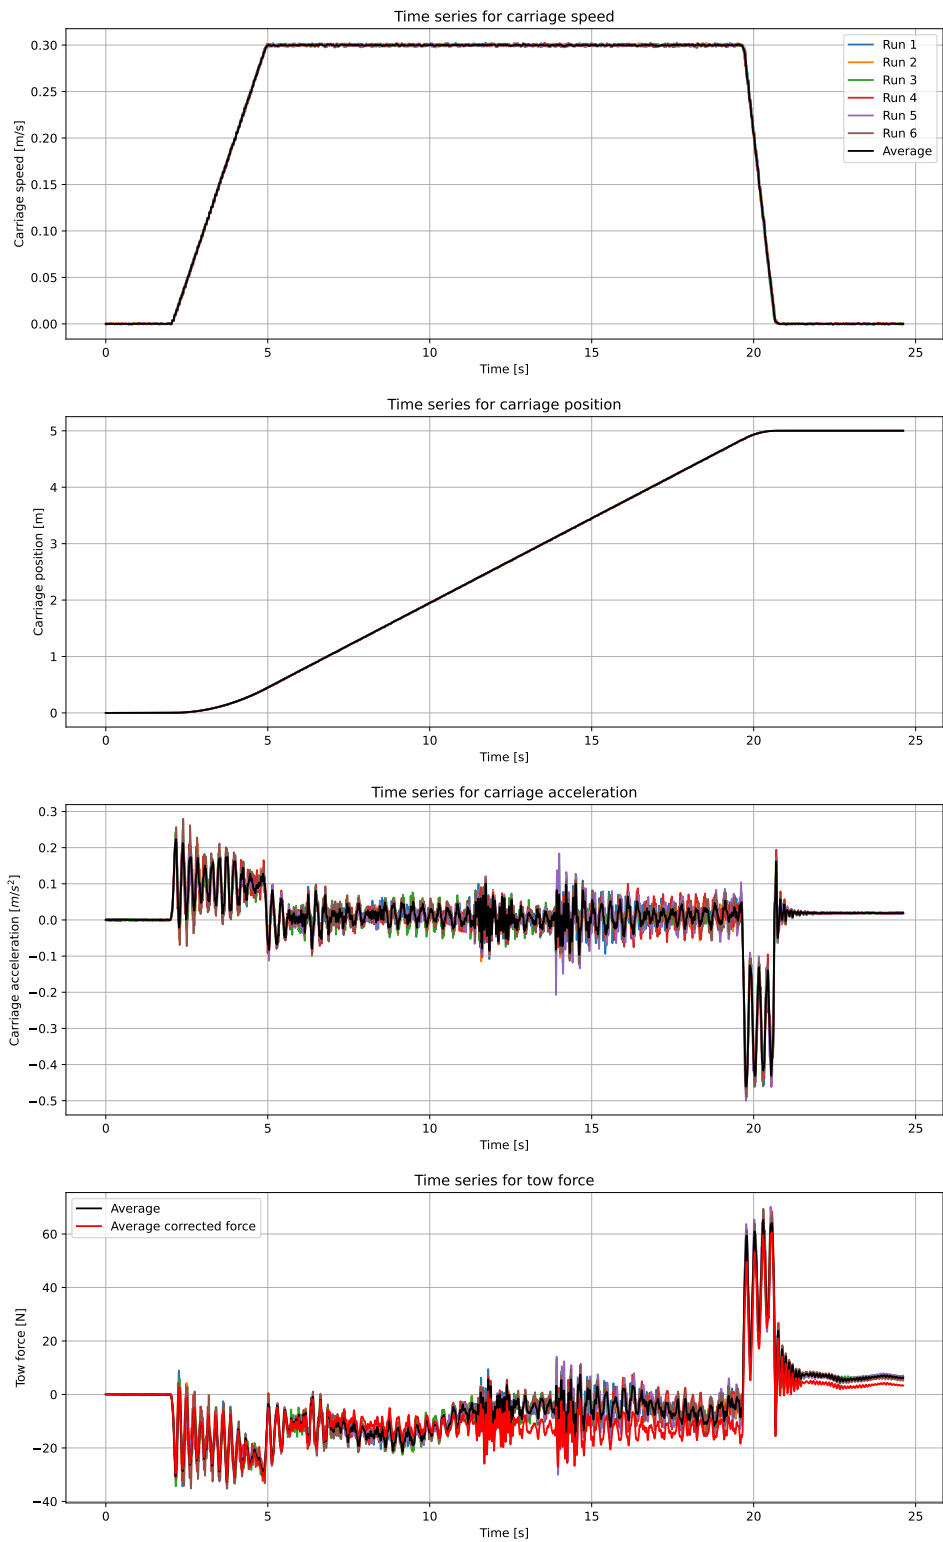 Time series for carriage speed
Carriage speed [m/s]
0.30
0.25
0.20
0.15
0.10
0.05
0.00
Run 1
Run 2
Run 3
Run 4
Run 5
Run 6
Average
0 5 10 15 20 25
Time [s]
Time series for carriage position
Carriage position [m]
5
4
3
2
1
0
0 5 10 15 20 25
Time [s]
Time series for carriage acceleration
Carriage acceleration [m/s²]
0.3
0.2
0.1
0.0
−0.1
−0.2
−0.3
−0.4
−0.5
0 5 10 15 20 25
Time [s]
Time series for tow force
Tow force [N]
Average
Average corrected force
60
40
20
0
−20
−40
0 5 10 15 20 25
Time [s]